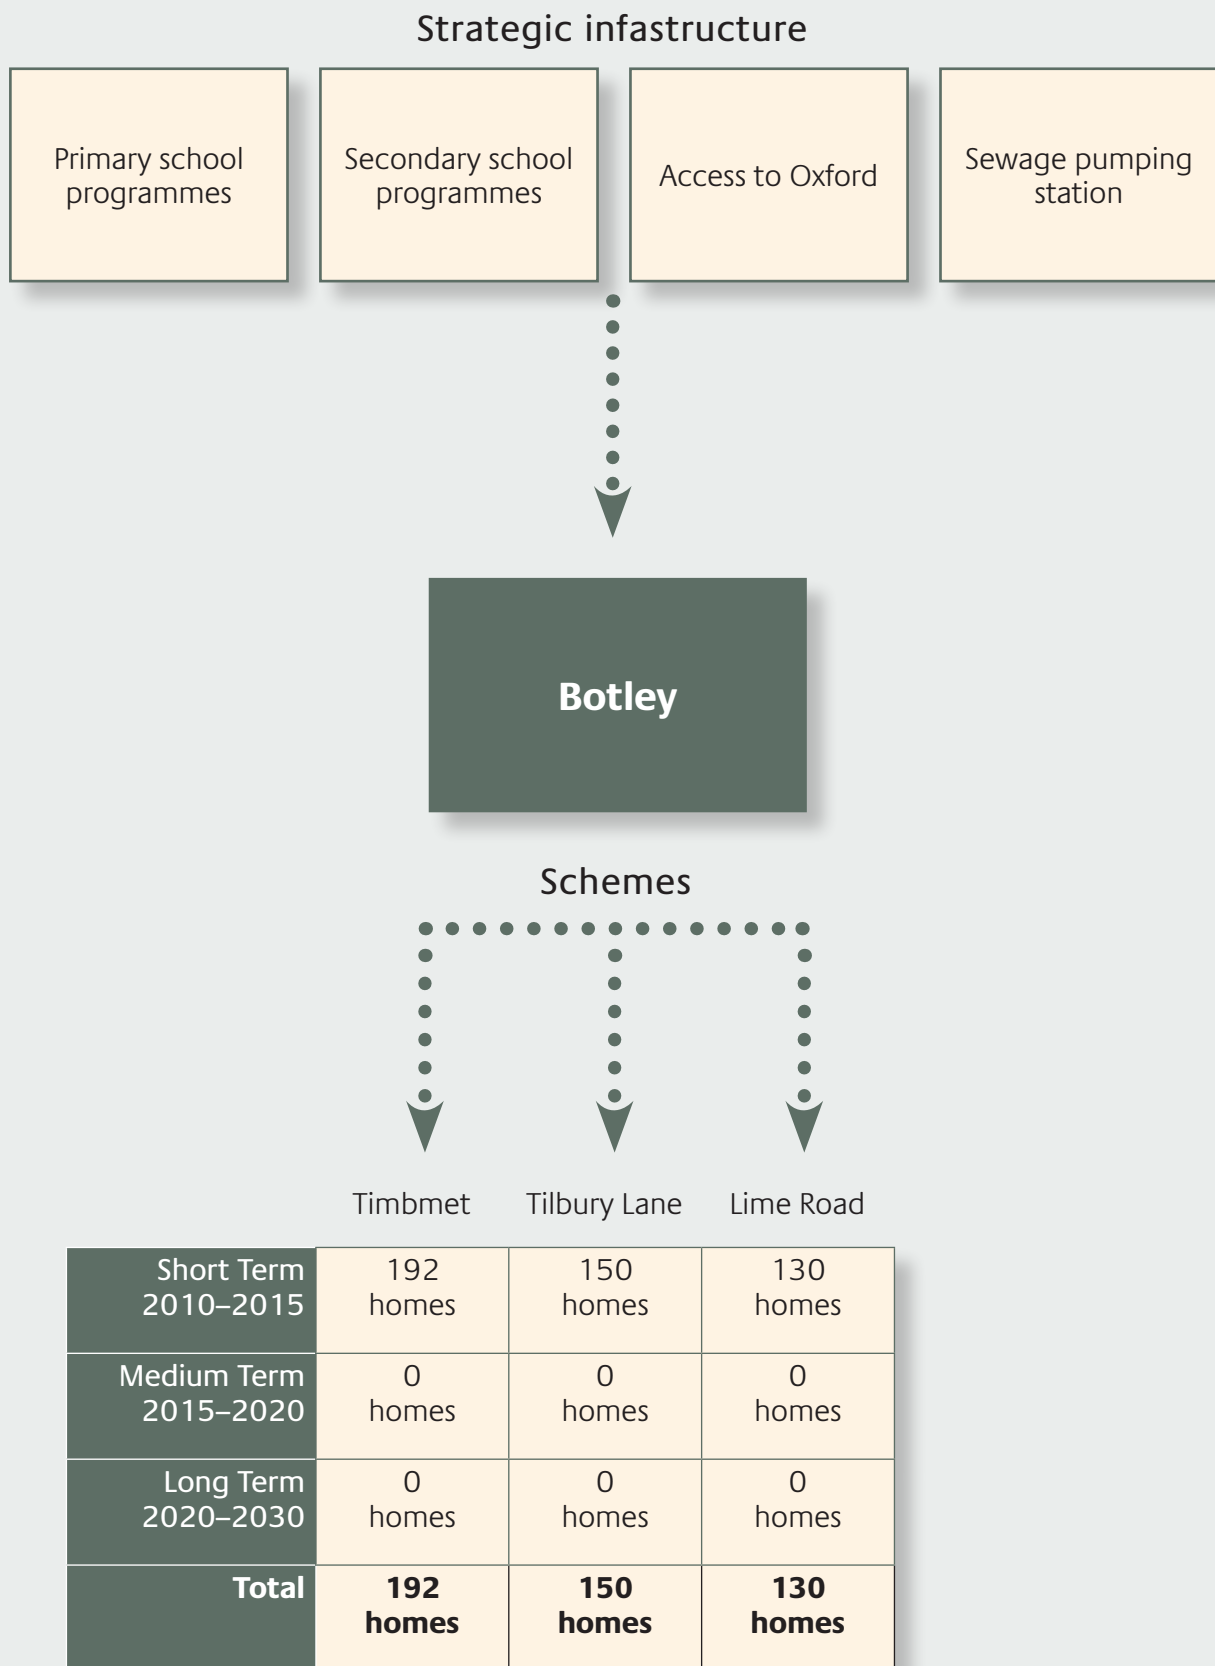 Strategic infastructure
Primary school
programmes
Secondary school
programmes
Access to Oxford
Sewage pumping
station
Botley
Schemes
Timbmet Tilbury Lane Lime Road
Short Term
2010–2015
192
homes
150
homes
130
homes
Medium Term
2015–2020
0
homes
0
homes
0
homes
Long Term
2020–2030
0
homes
0
homes
0
homes
Total
192
homes
150
homes
130
homes